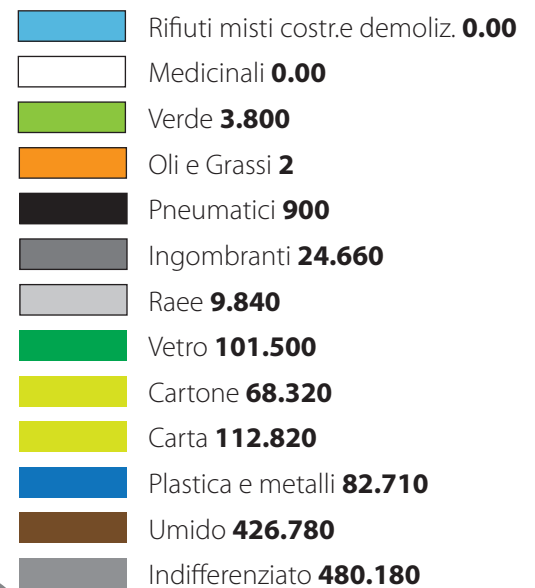 Rifiuti misti costr.e demoliz. 0.00
Medicinali 0.00
Verde 3.800
Oli e Grassi 2
Pneumatici 900
Ingombranti 24.660
Raee 9.840
Vetro 101.500
Cartone 68.320
Carta 112.820
Plastica e metalli 82.710
Umido 426.780
Indifferenziato 480.180